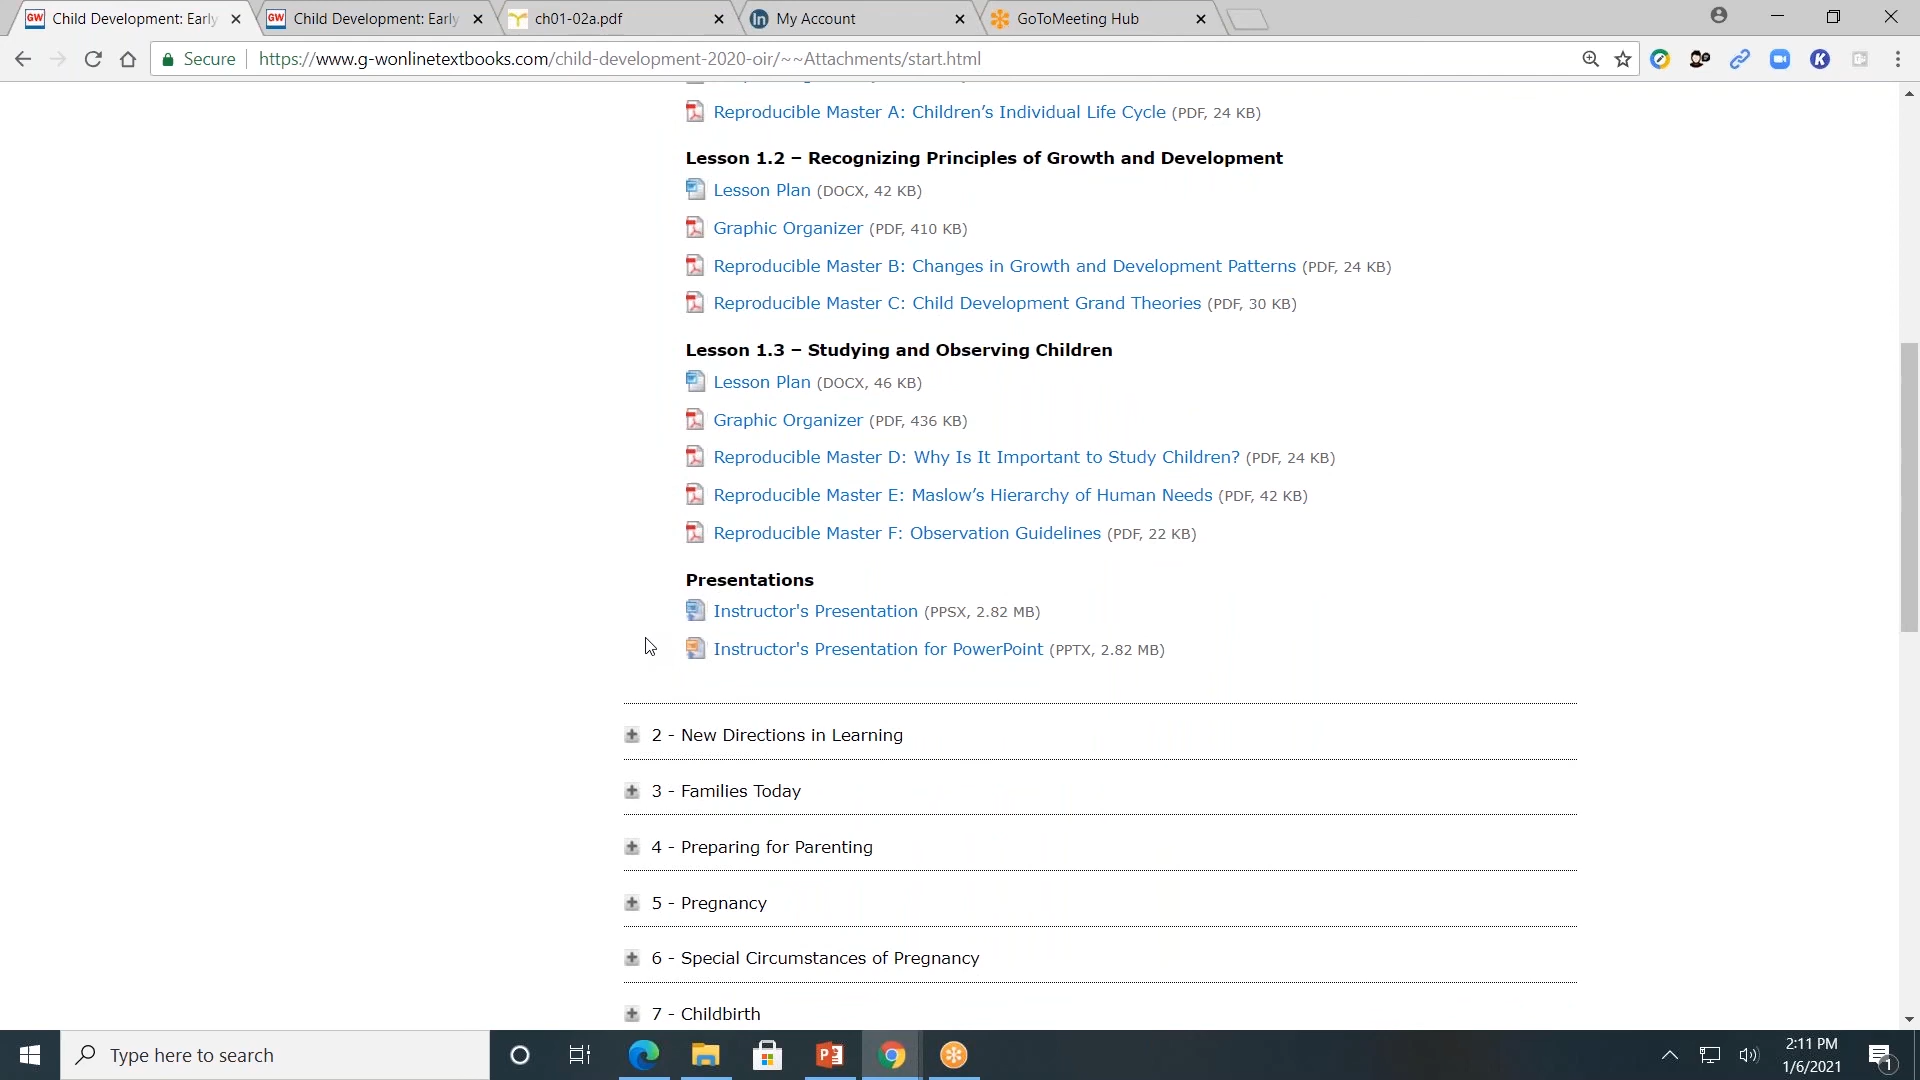 GW Child Development: Early
GW Child Development: Early
ch01-02a.pdf
in My Account
GoToMeeting Hub
Secure
https://www.g-wonlinetextbooks.com/child-development-2020-oir/~~Attachments/start.html
K
Reproducible Master A: Children’s Individual Life Cycle (PDF, 24 KB)
Lesson 1.2 – Recognizing Principles of Growth and Development
Lesson Plan (DOCX, 42 KB)
Graphic Organizer (PDF, 410 KB)
Reproducible Master B: Changes in Growth and Development Patterns (PDF, 24 KB)
Reproducible Master C: Child Development Grand Theories (PDF, 30 KB)
Lesson 1.3 – Studying and Observing Children
Lesson Plan (DOCX, 46 KB)
Graphic Organizer (PDF, 436 KB)
Reproducible Master D: Why Is It Important to Study Children? (PDF, 24 KB)
Reproducible Master E: Maslow’s Hierarchy of Human Needs (PDF, 42 KB)
Reproducible Master F: Observation Guidelines (PDF, 22 KB)
Presentations
Instructor's Presentation (PPSX, 2.82 MB)
Instructor's Presentation for PowerPoint (PPTX, 2.82 MB)
2 - New Directions in Learning
3 - Families Today
4 - Preparing for Parenting
5 - Pregnancy
6 - Special Circumstances of Pregnancy
7 - Childbirth
Type here to search
2:11 PM
1/6/2021
1